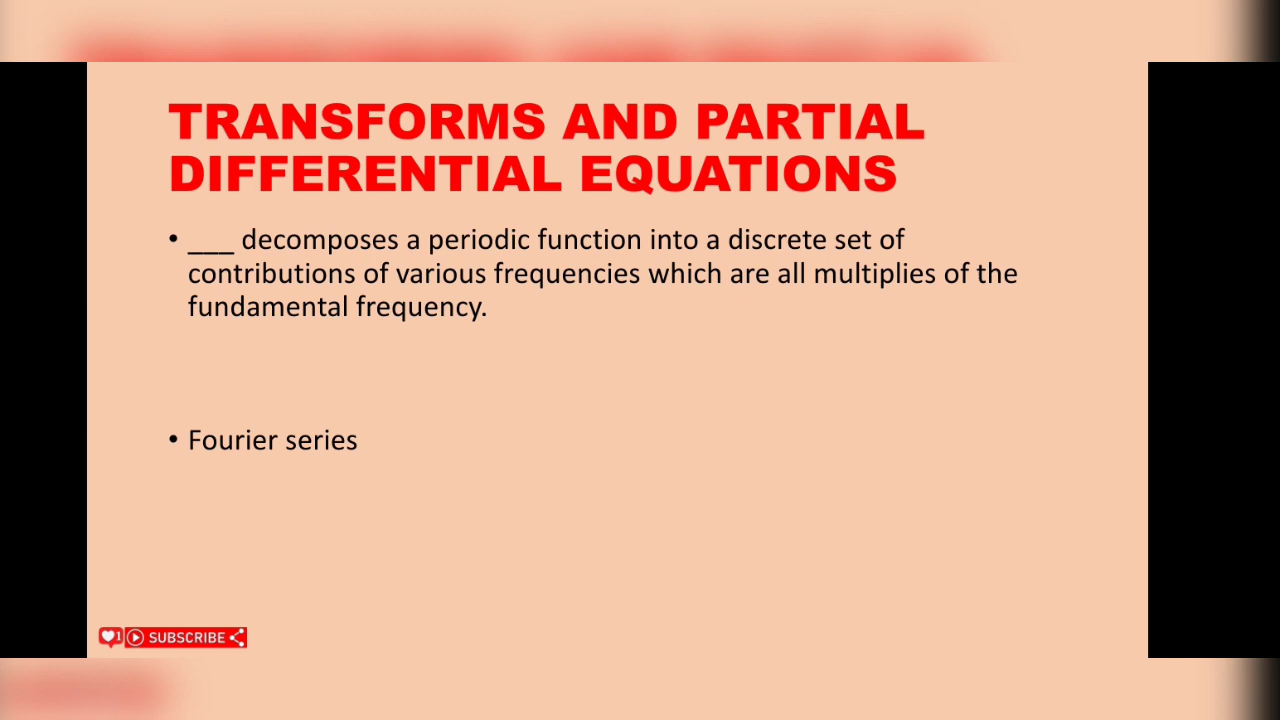 TRANSFORMS AND PARTIAL
DIFFERENTIAL EQUATIONS
• ___ decomposes a periodic function into a discrete set of
contributions of various frequencies which are all multiplies of the
fundamental frequency.
• Fourier series
1 SUBSCRIBE